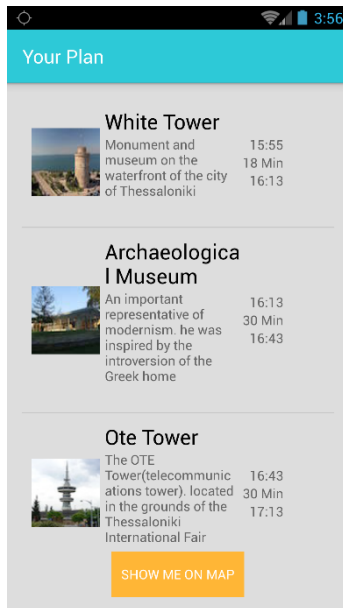 3:56
Your Plan
White Tower
Monument and
museum on the
waterfront of the city
of Thessaloniki
15:55
18 Min
16:13
Archaeologica
l Museum
An important
representative of
modernism. he was
inspired by the
introversion of the
Greek home
16:13
30 Min
16:43
Ote Tower
The OTE
Tower(telecommunic
ations tower). located
in the grounds of the
Thessaloniki
International Fair
16:43
30 Min
17:13
SHOW ME ON MAP